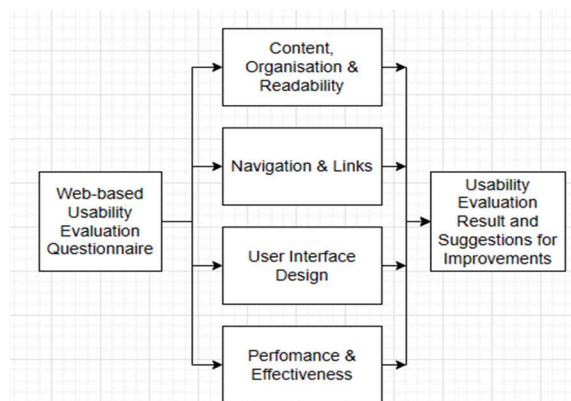 Content,
Organisation &
Readability
Navigation & Links
Web-based
Usability
Evaluation
Questionnaire
Usability
Evaluation
Result and
Suggestions for
Improvements
User Interface
Design
Perfomance &
Effectiveness